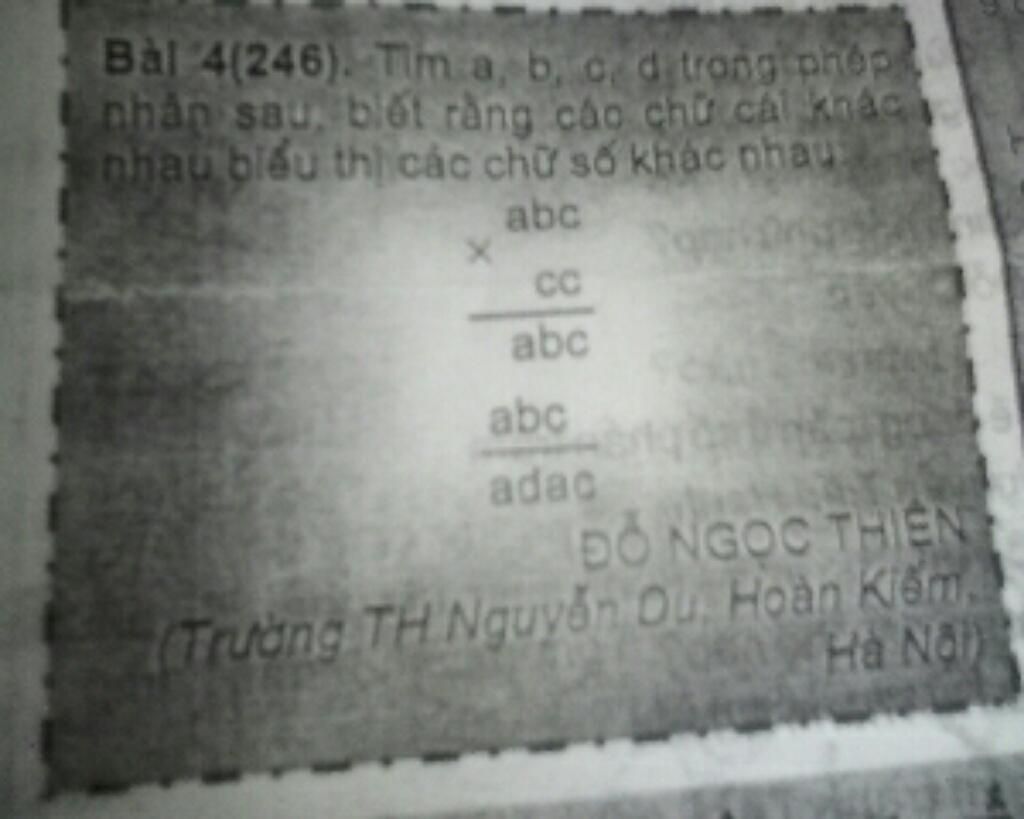 Bài 4(246). Tìm a, b, c, d trong phép
nhân sau, biết rằng các chữ cái khác
nhau biểu thị các chữ số khác nhau:
abc
×
cc
abc
abc
adac
ĐỖ NGỌC THIỆN
(Trường TH Nguyễn Du, Hoàn Kiếm,
Hà Nội)